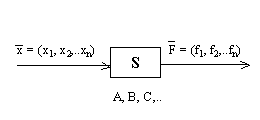 x̅ = (x₁, x₂,..xₙ)
S
F̅ = (f₁, f₂,..fₙ)
A, B, C,..